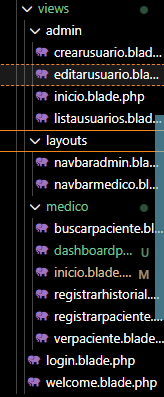 views
admin
crearusuario.blad...
editarusuario.bla...
inicio.blade.php
listausuarios.blad...
layouts
navbaradmin.bla...
navbarmedico.bl...
medico
buscarpaciente.bl...
dashboardp... U
inicio.blade.... M
registrarhistorial....
registrarpaciente....
verpaciente.blad...
login.blade.php
welcome.blade.php